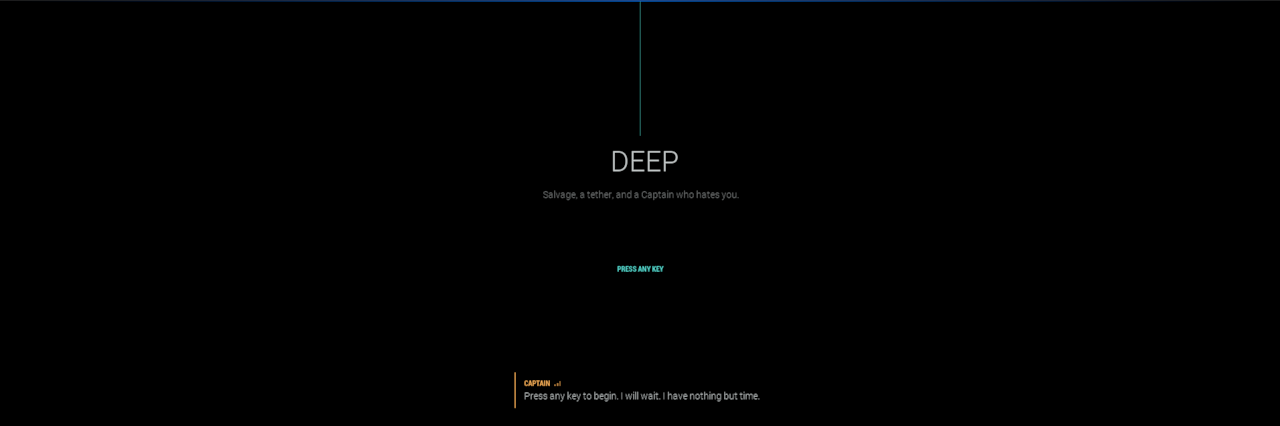 DEEP
Salvage, a tether, and a Captain who hates you.
PRESS ANY KEY
CAPTAIN
Press any key to begin. I will wait. I have nothing but time.